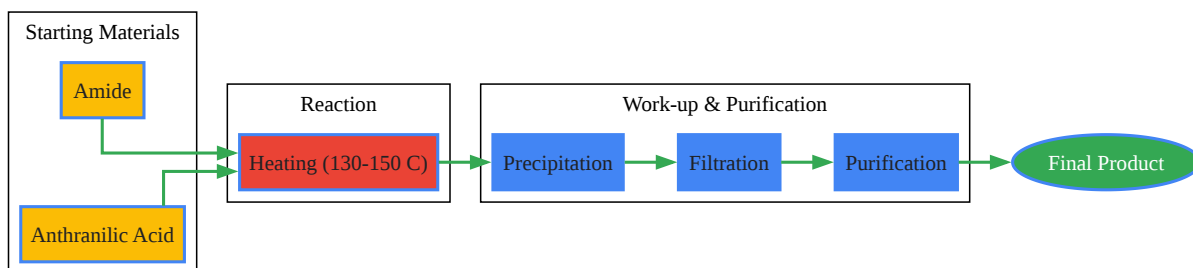 Starting Materials
Amide
Anthranilic Acid
Reaction
Heating (130-150 C)
Work-up & Purification
Precipitation
Filtration
Purification
Final Product